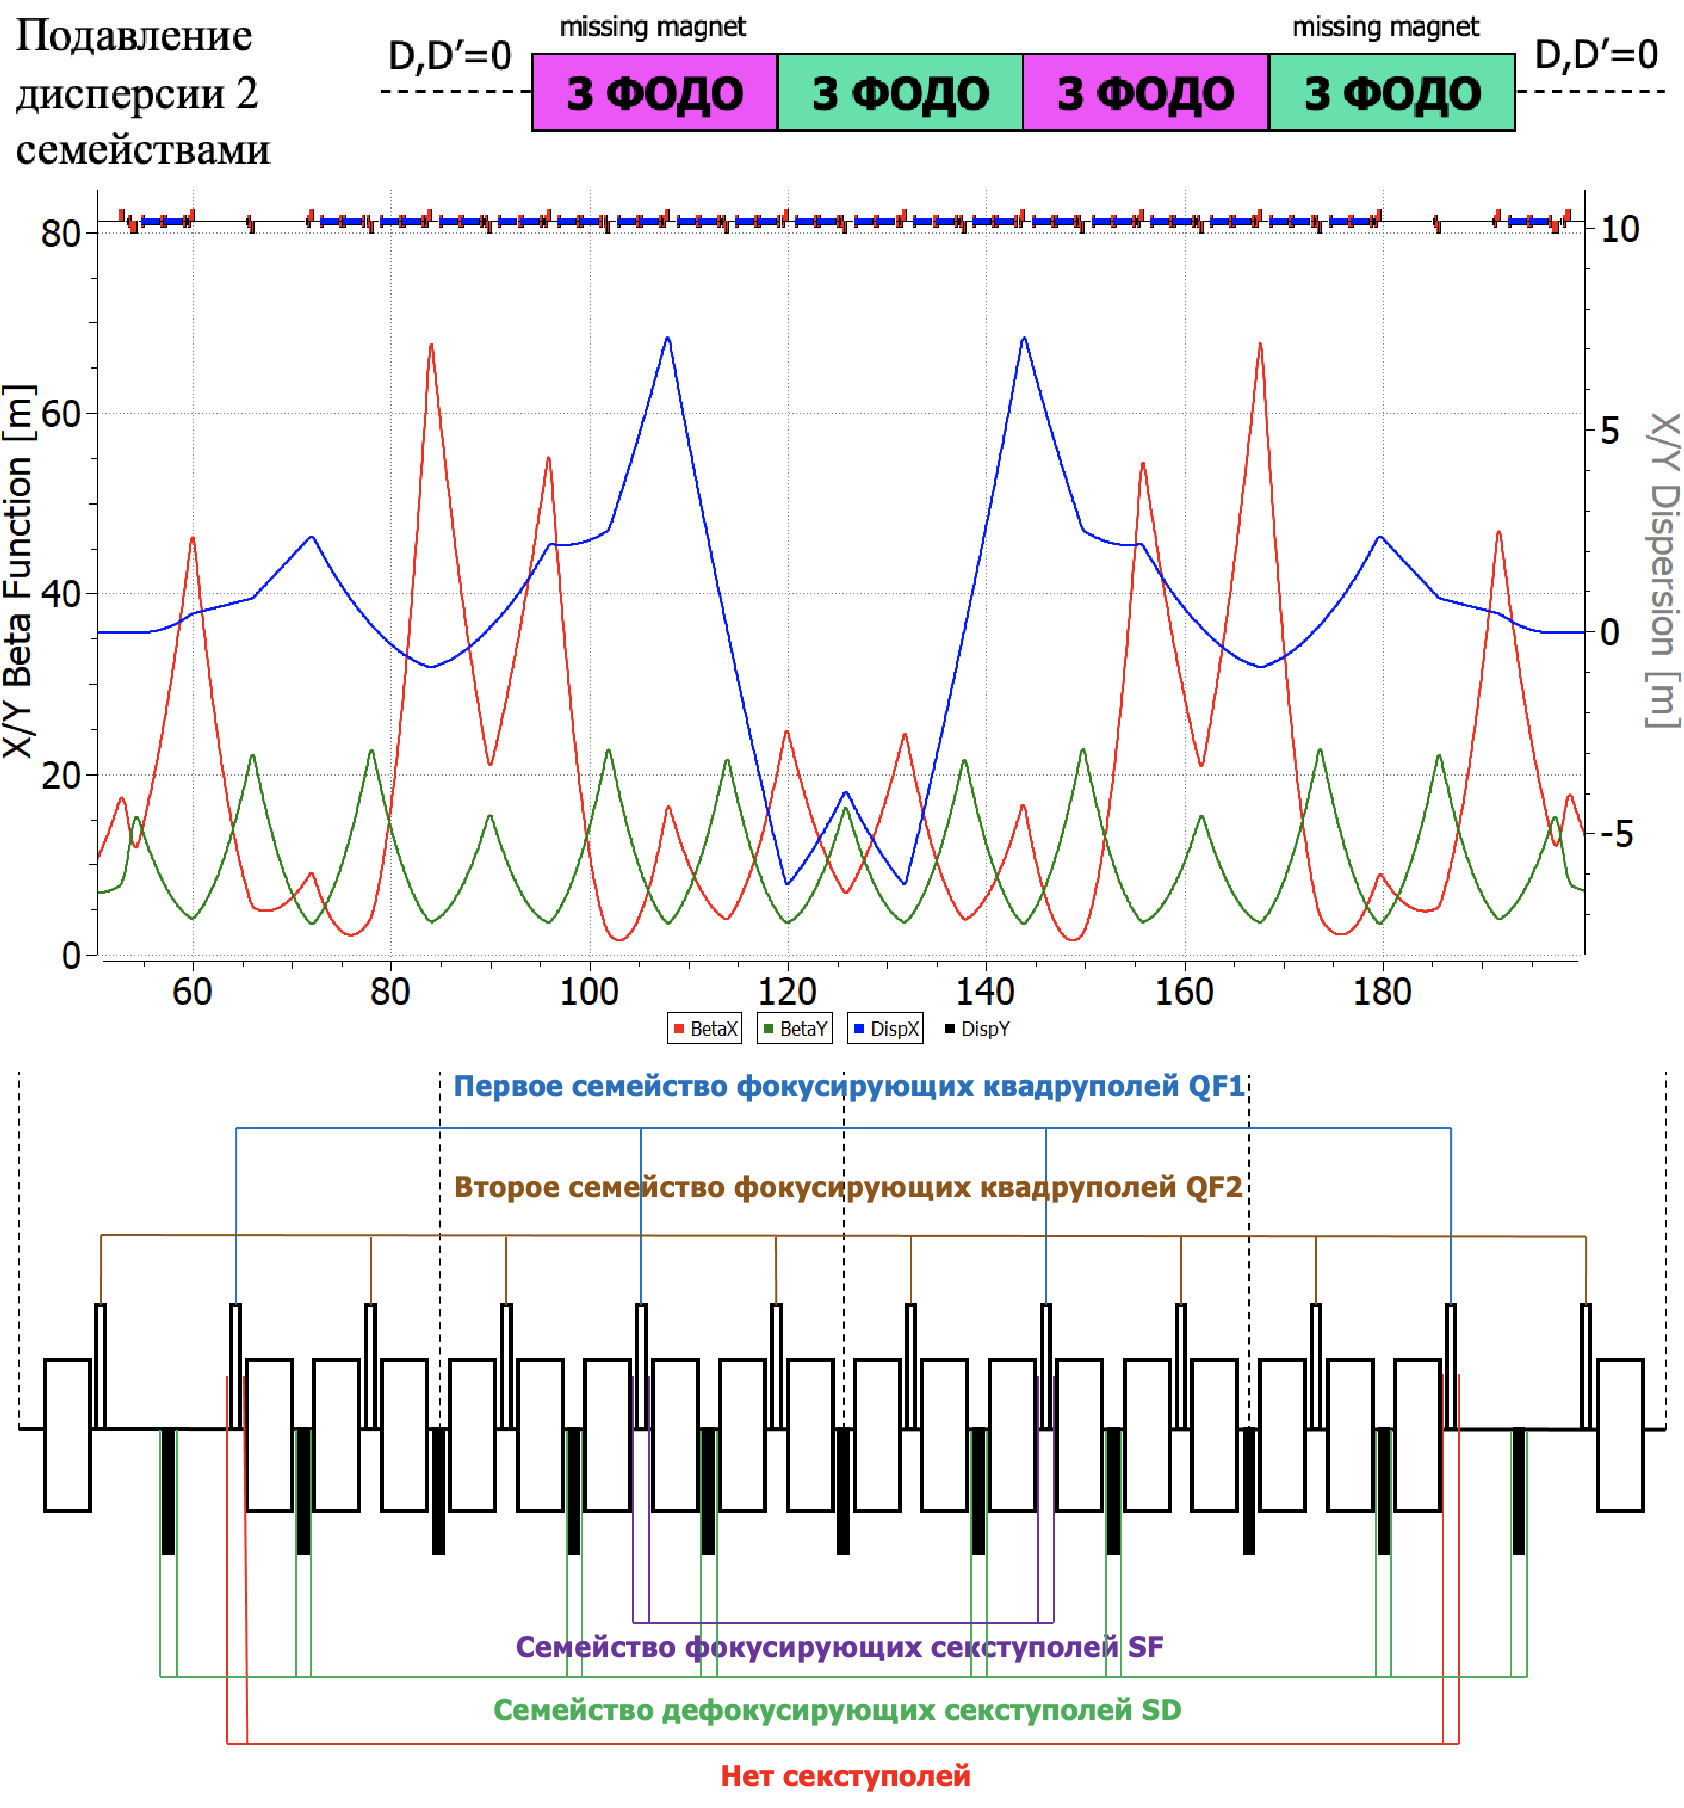 Подавление
дисперсии 2
семействами
missing magnet
missing magnet
D,D′=0
D,D′=0
3 ФОДО
3 ФОДО
3 ФОДО
3 ФОДО
80
60
40
20
0
10
5
0
-5
X/Y Beta Function [m]
X/Y Dispersion [m]
60
80
100
120
140
160
180
BetaX
BetaY
DispX
DispY
Первое семейство фокусирующих квадруполей QF1
Второе семейство фокусирующих квадруполей QF2
Семейство фокусирующих секступолей SF
Семейство дефокусирующих секступолей SD
Нет секступолей